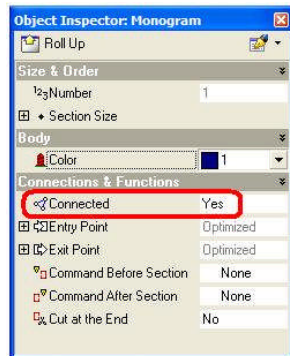 Object Inspector: Monogram
Roll Up
Size & Order
123Number 1
Section Size
Body
Color 1
Connections & Functions
Connected Yes
Entry Point Optimized
Exit Point Optimized
Command Before Section None
Command After Section None
Cut at the End No